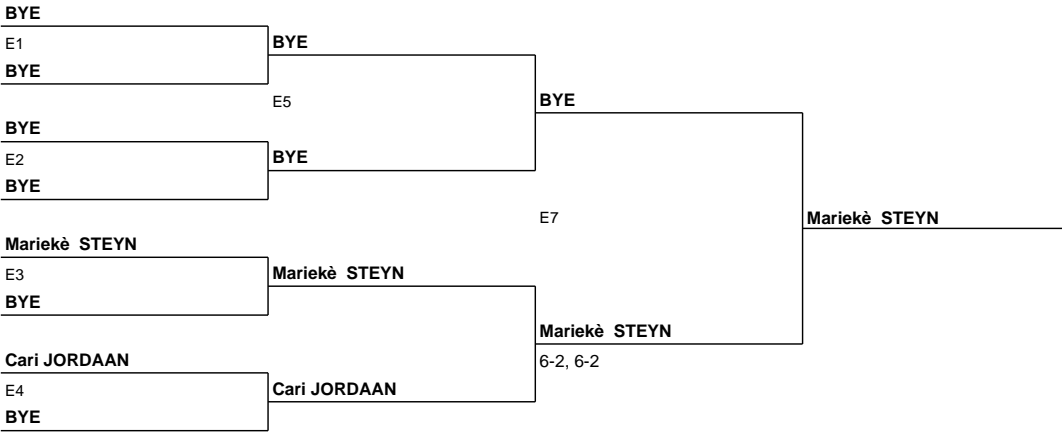 BYE
E1
BYE
BYE
E5
BYE
BYE
E2
BYE
BYE
E7
Mariekè STEYN
Mariekè STEYN
E3
Mariekè STEYN
BYE
Mariekè STEYN
Cari JORDAAN
6-2, 6-2
E4
Cari JORDAAN
BYE